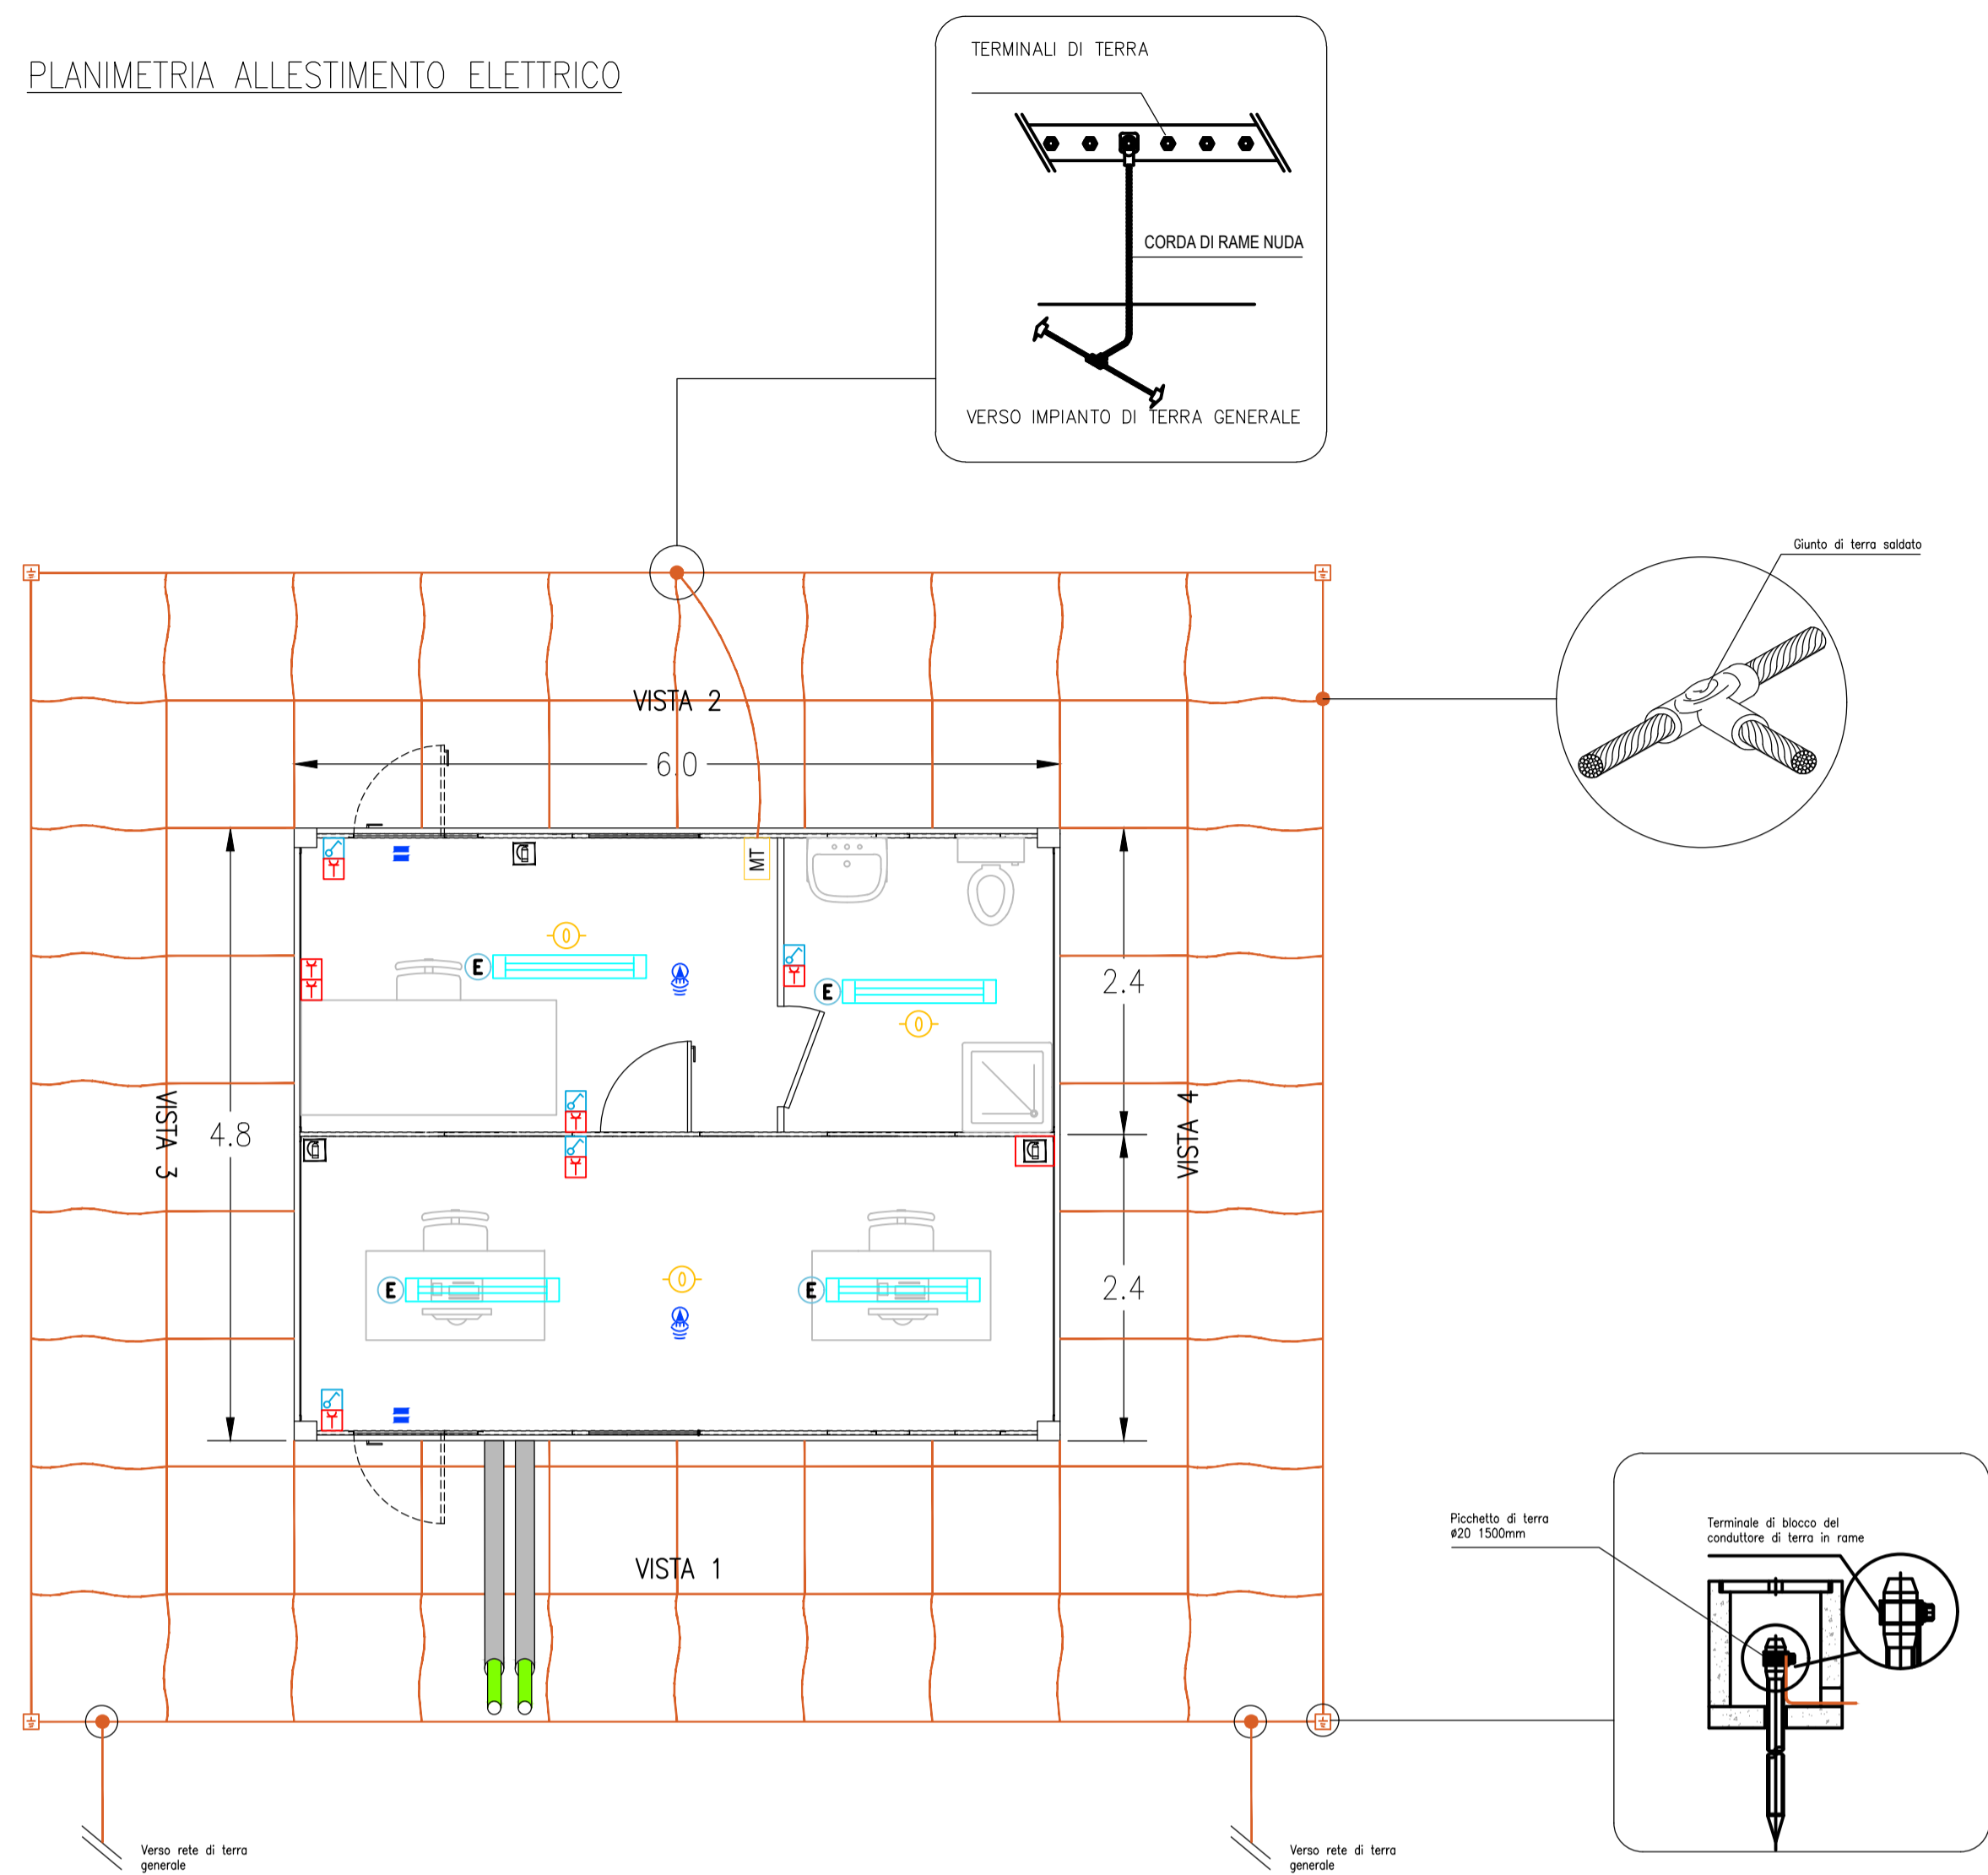 PLANIMETRIA ALLESTIMENTO ELETTRICO
TERMINALI DI TERRA
CORDA DI RAME NUDA
VERSO IMPIANTO DI TERRA GENERALE
Giunto di terra saldato
VISTA 2
6.0
MT
E
E
2.4
VISTA 3
4.8
VISTA 4
E
E
2.4
VISTA 1
Picchetto di terra
ø20 1500mm
Terminale di blocco del
conduttore di terra in rame
Verso rete di terra
generale
Verso rete di terra
generale